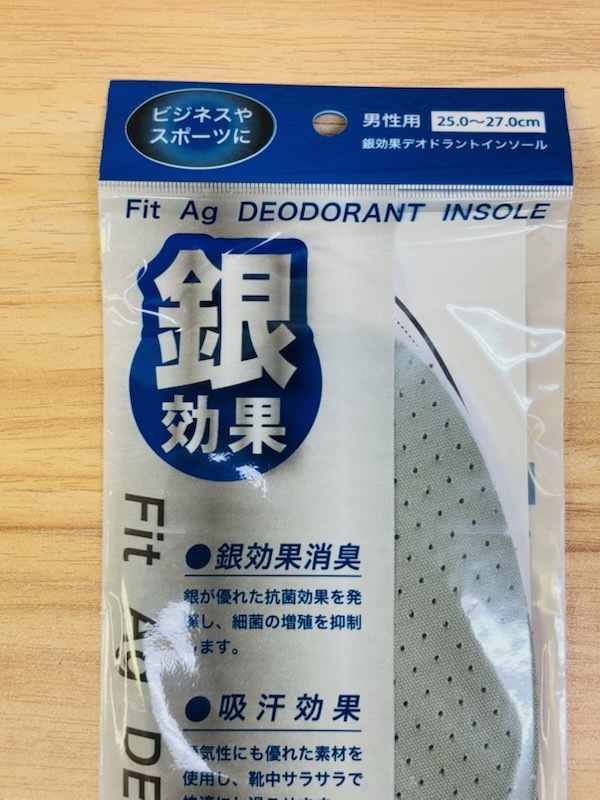 ビジネスや
スポーツに
男性用 25.0～27.0cm
銀効果デオドラントインソール
Fit Ag DEODORANT INSOLE
銀
効果
Fit Ag DE
●銀効果消臭
銀が優れた抗菌効果を発
し、細菌の増殖を抑制
します。
●吸汗効果
気性にも優れた素材を
使用し、靴中サラサラで